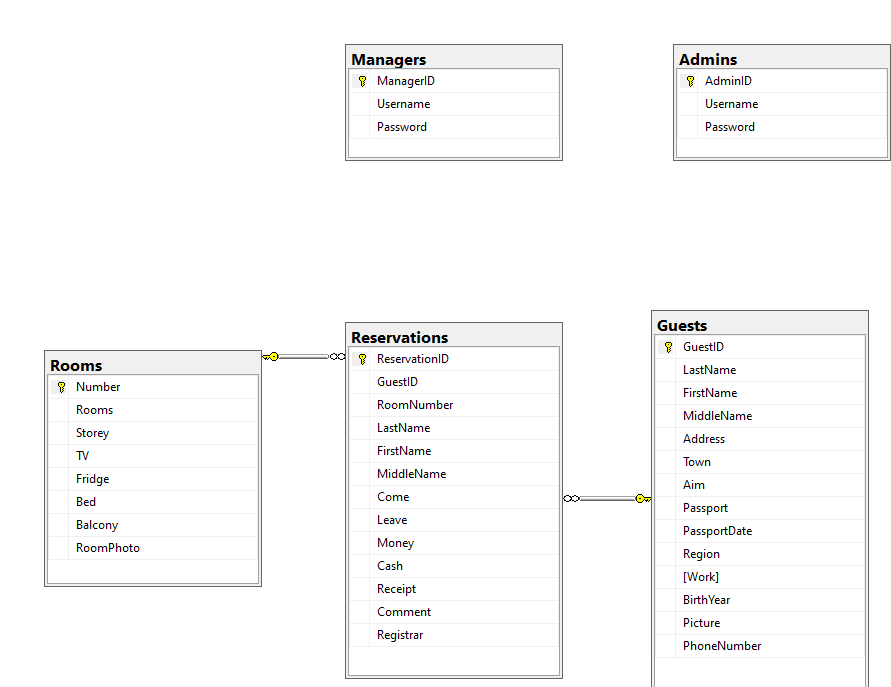 Managers
ManagerID
Username
Password
Admins
AdminID
Username
Password
Rooms
Number
Rooms
Storey
TV
Fridge
Bed
Balcony
RoomPhoto
Reservations
ReservationID
GuestID
RoomNumber
LastName
FirstName
MiddleName
Come
Leave
Money
Cash
Receipt
Comment
Registrar
Guests
GuestID
LastName
FirstName
MiddleName
Address
Town
Aim
Passport
PassportDate
Region
[Work]
BirthYear
Picture
PhoneNumber